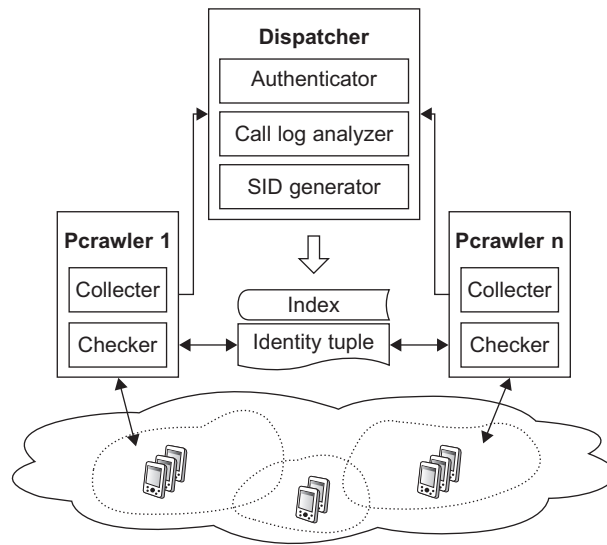 Dispatcher
Authenticator
Call log analyzer
SID generator
Pcrawler 1
Collecter
Checker
Index
Identity tuple
Pcrawler n
Collecter
Checker